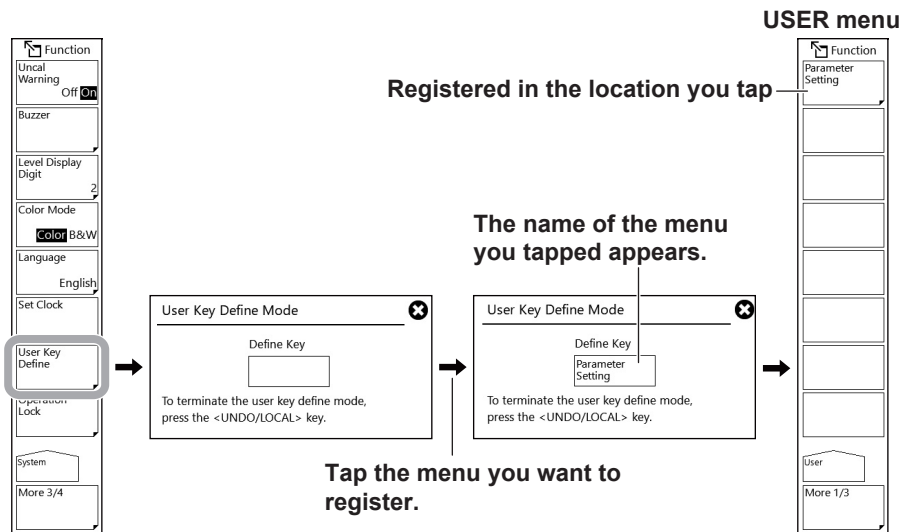 USER menu
Function
Uncal
Warning
Off On
Buzzer
Level Display
Digit
2
Color Mode
Color B&W
Language
English
Set Clock
User Key
Define
Operation
Lock
System
More 3/4
User Key Define Mode
Define Key
To terminate the user key define mode,
press the <UNDO/LOCAL> key.
Tap the menu you want to
register.
The name of the menu
you tapped appears.
User Key Define Mode
Define Key
Parameter
Setting
To terminate the user key define mode,
press the <UNDO/LOCAL> key.
Registered in the location you tap
Function
Parameter
Setting
User
More 1/3